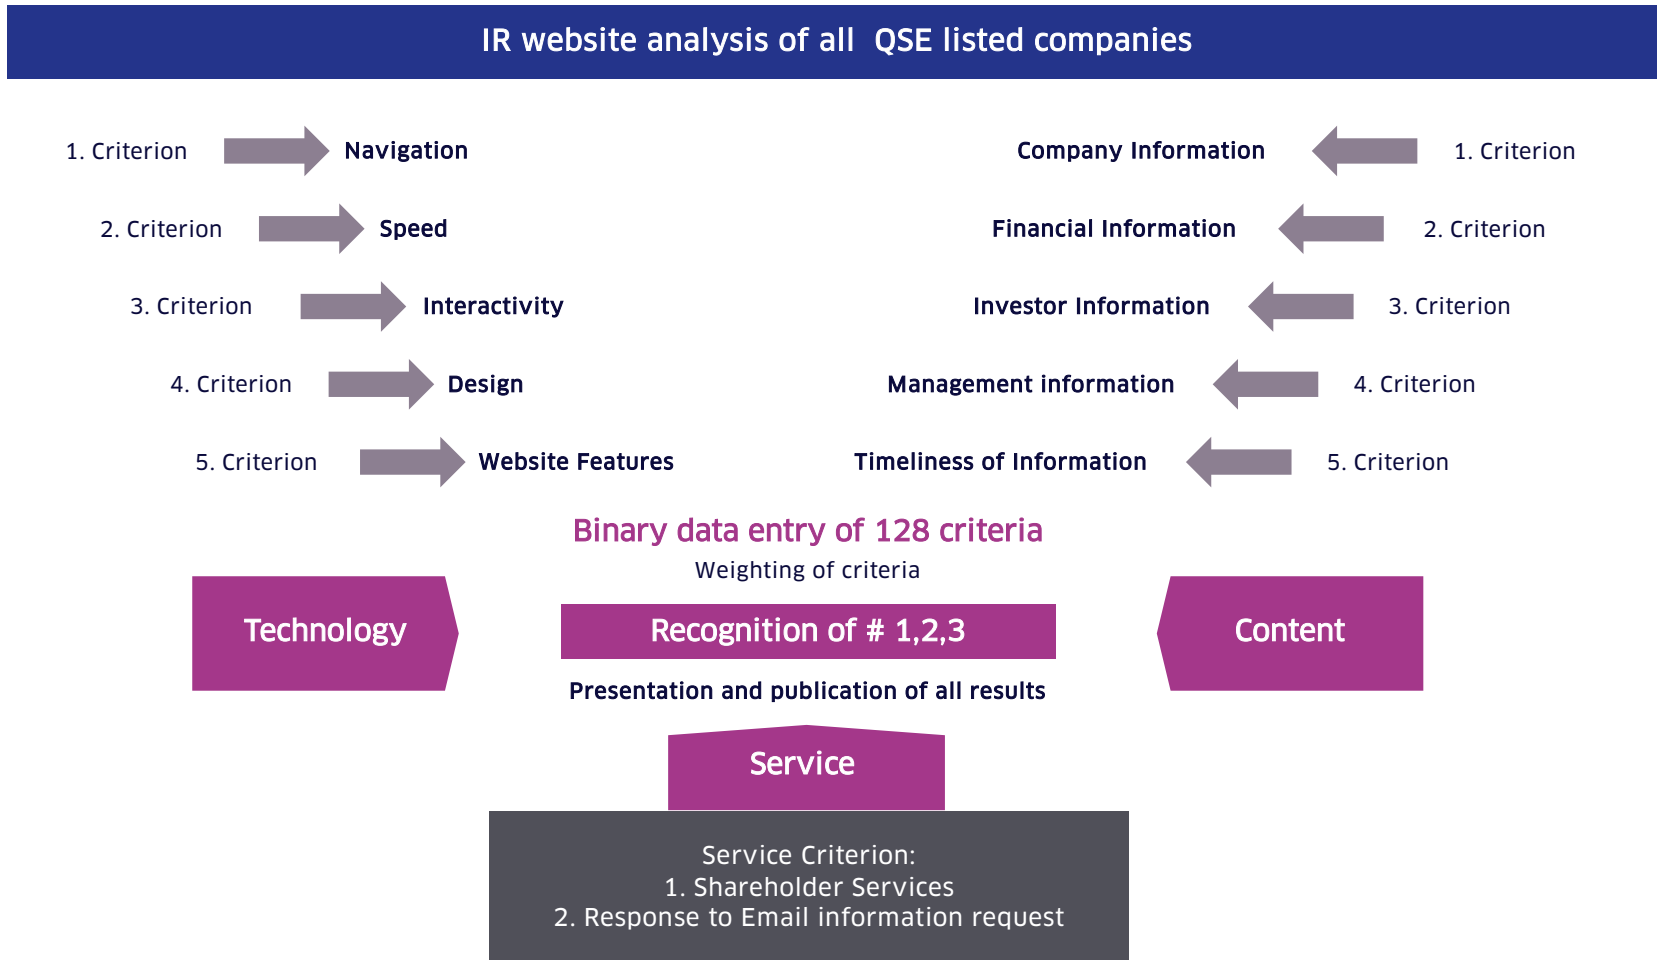 IR website analysis of all QSE listed companies
1. Criterion
Navigation
Company Information
1. Criterion
2. Criterion
Speed
Financial Information
2. Criterion
3. Criterion
Interactivity
Investor Information
3. Criterion
4. Criterion
Design
Management information
4. Criterion
5. Criterion
Website Features
Timeliness of Information
5. Criterion
Binary data entry of 128 criteria
Weighting of criteria
Technology
Recognition of # 1,2,3
Content
Presentation and publication of all results
Service
Service Criterion:
1. Shareholder Services
2. Response to Email information request